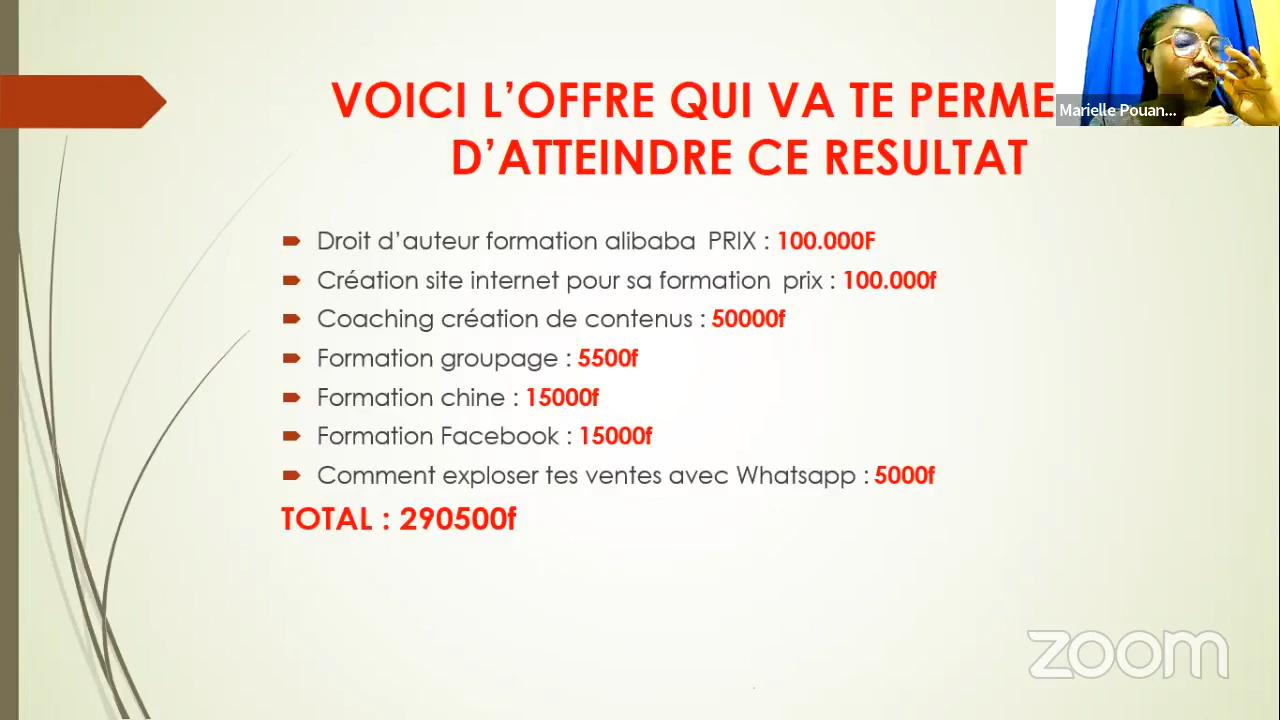 VOICI L'OFFRE QUI VA TE PERME
D'ATTEINDRE CE RESULTAT
Marielle Pouan...
Droit d'auteur formation alibaba PRIX : 100.000F
Création site internet pour sa formation prix : 100.000f
Coaching création de contenus : 50000f
Formation groupage : 5500f
Formation chine : 15000f
Formation Facebook : 15000f
Comment exploser tes ventes avec Whatsapp : 5000f
TOTAL : 290500f
zoom